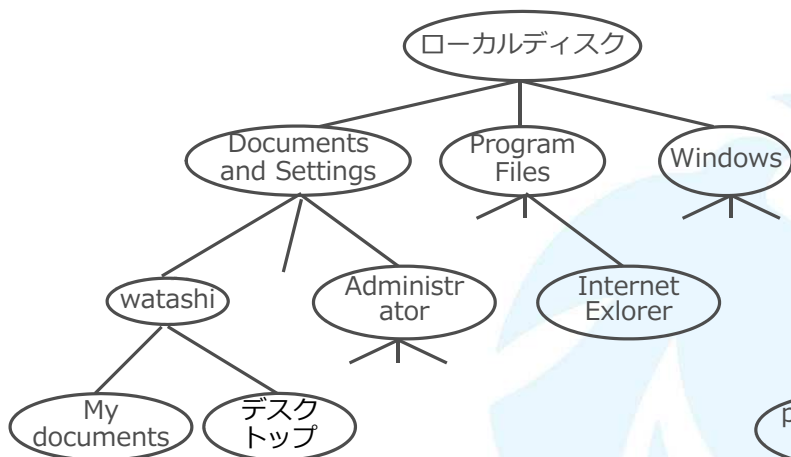 ローカルディスク
Documents
and Settings
Program
Files
Windows
watashi
Administr
ator
Internet
Exlorer
My
documents
デスク
トップ